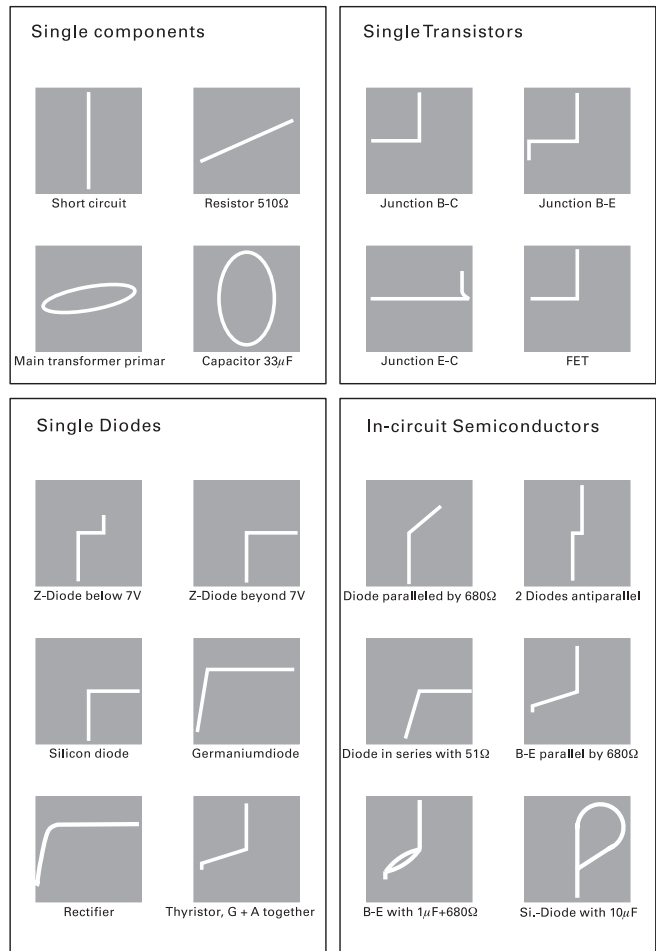 Single components
Short circuit
Resistor 510Ω
Main transformer primar
Capacitor 33µF
Single Transistors
Junction B-C
Junction B-E
Junction E-C
FET
Single Diodes
Z-Diode below 7V
Z-Diode beyond 7V
Silicon diode
Germaniumdiode
Rectifier
Thyristor, G + A together
In-circuit Semiconductors
Diode paralleled by 680Ω
2 Diodes antiparallel
Diode in series with 51Ω
B-E parallel by 680Ω
B-E with 1µF+680Ω
Si.-Diode with 10µF